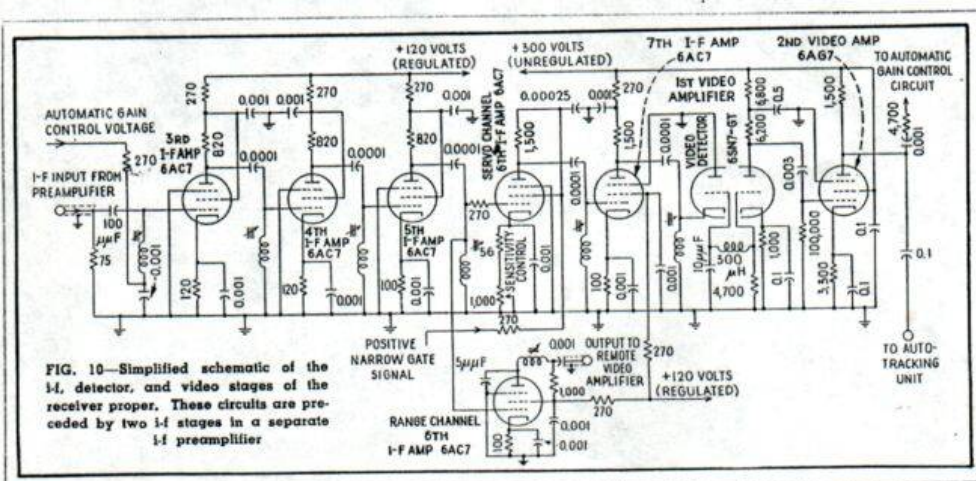 +120 VOLTS
(REGULATED)
+300 VOLTS
(UNREGULATED)
7TH I-F AMP
6AC7
2ND VIDEO AMP
6AG7
TO AUTOMATIC
GAIN CONTROL
CIRCUIT
1ST VIDEO
AMPLIFIER
6SN7-GT
VIDEO
DETECTOR
AUTOMATIC GAIN
CONTROL VOLTAGE
I-F INPUT FROM
PREAMPLIFIER
3RD
I-F AMP
6AC7
4TH
I-F AMP
6AC7
5TH
I-F AMP
6AC7
SERVO CHANNEL
6TH I-F AMP 6AC7
270
820
0.001
0.001
270
820
0.0001
0.0001
270
820
0.001
0.0001
0.00025
0.001
1,500
270
1,500
0.0001
0.0001
6,800
6,200
0.5
0.003
1,500
4,700
0.001
270
100
μμF
75
0.001
120
0.001
120
0.001
100
0.001
270
56
SENSITIVITY
CONTROL
1,000
0.001
270
100
0.001
0.001
10μμF
300
μH
4,700
1,000
0.1
100,000
3,300
0.1
0.1
0.1
POSITIVE
NARROW GATE
SIGNAL
5μμF
0.001
OUTPUT TO
REMOTE
VIDEO
AMPLIFIER
270
+120 VOLTS
(REGULATED)
1,000
0.001
270
100
0.001
RANGE CHANNEL
6TH
I-F AMP 6AC7
TO AUTO-
TRACKING
UNIT
FIG. 10—Simplified schematic of the
i-f, detector, and video stages of the
receiver proper. These circuits are pre-
ceded by two i-f stages in a separate
i-f preamplifier